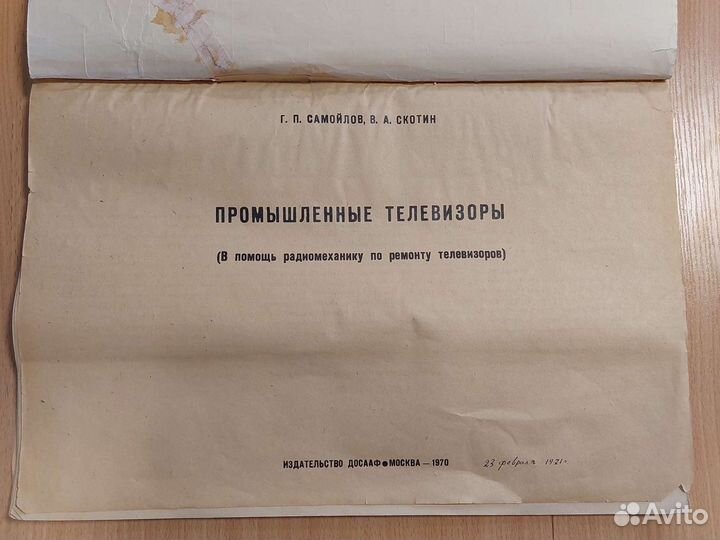 Г. П. САМОЙЛОВ, В. А. СКОТИН
ПРОМЫШЛЕННЫЕ ТЕЛЕВИЗОРЫ
(В помощь радиомеханику по ремонту телевизоров)
ИЗДАТЕЛЬСТВО ДОСААФ●МОСКВА — 1970
23 февраля 1971г
Avito